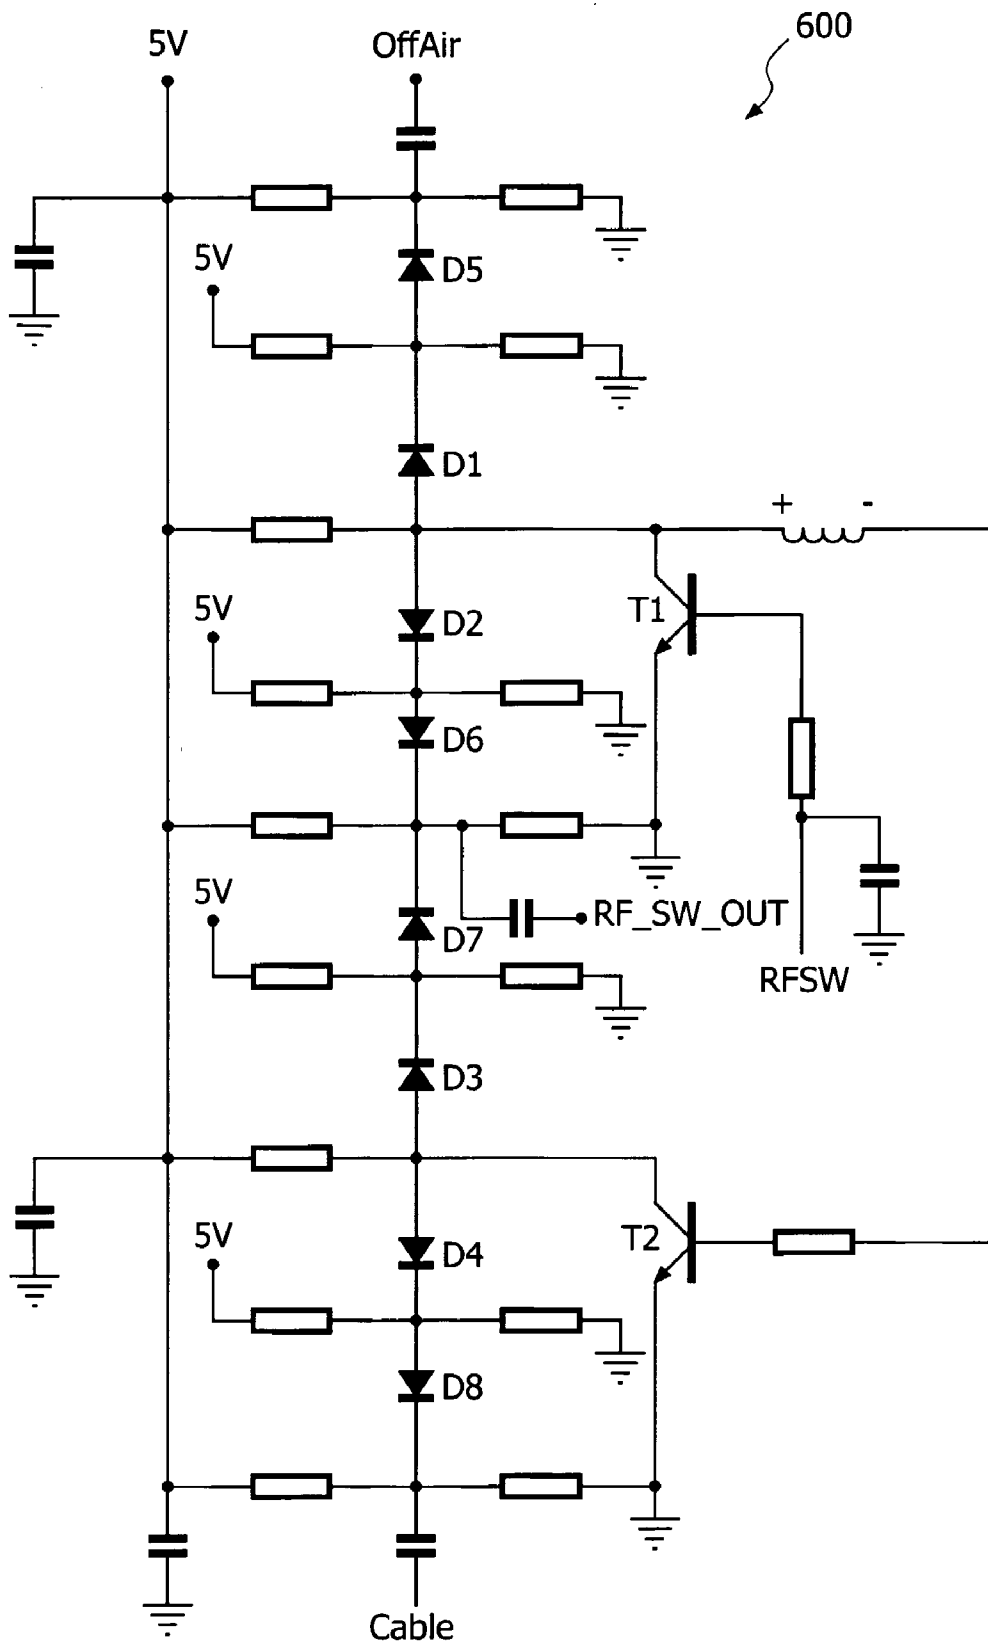 600
5V
OffAir
5V
D5
D1
+ -
5V
D2
T1
D6
5V
RF_SW_OUT
D7
RFSW
D3
5V
D4
T2
D8
Cable